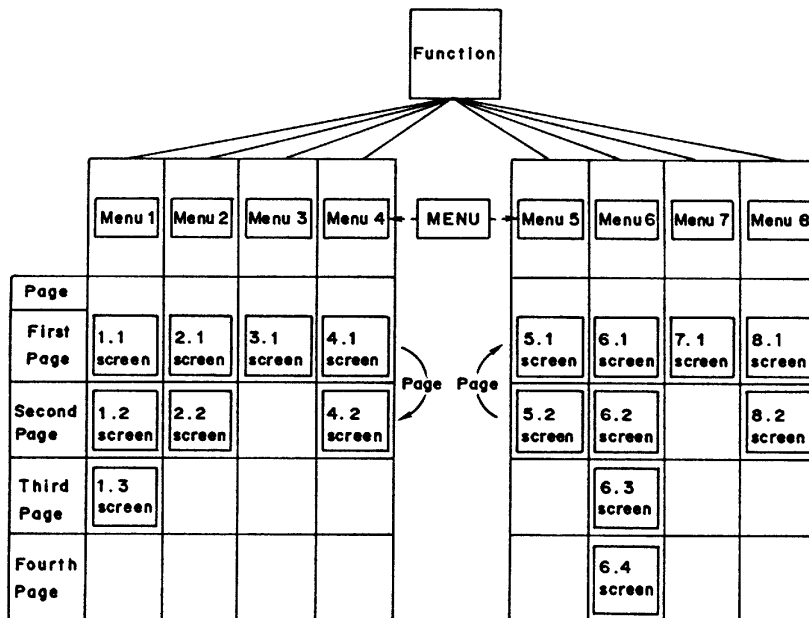 Function
Menu 1 Menu 2 Menu 3 Menu 4 MENU Menu 5 Menu 6 Menu 7 Menu 8
Page
First
Page
1.1
screen
2.1
screen
3.1
screen
4.1
screen
Page Page
5.1
screen
6.1
screen
7.1
screen
8.1
screen
Second
Page
1.2
screen
2.2
screen
4.2
screen
5.2
screen
6.2
screen
8.2
screen
Third
Page
1.3
screen
6.3
screen
Fourth
Page
6.4
screen